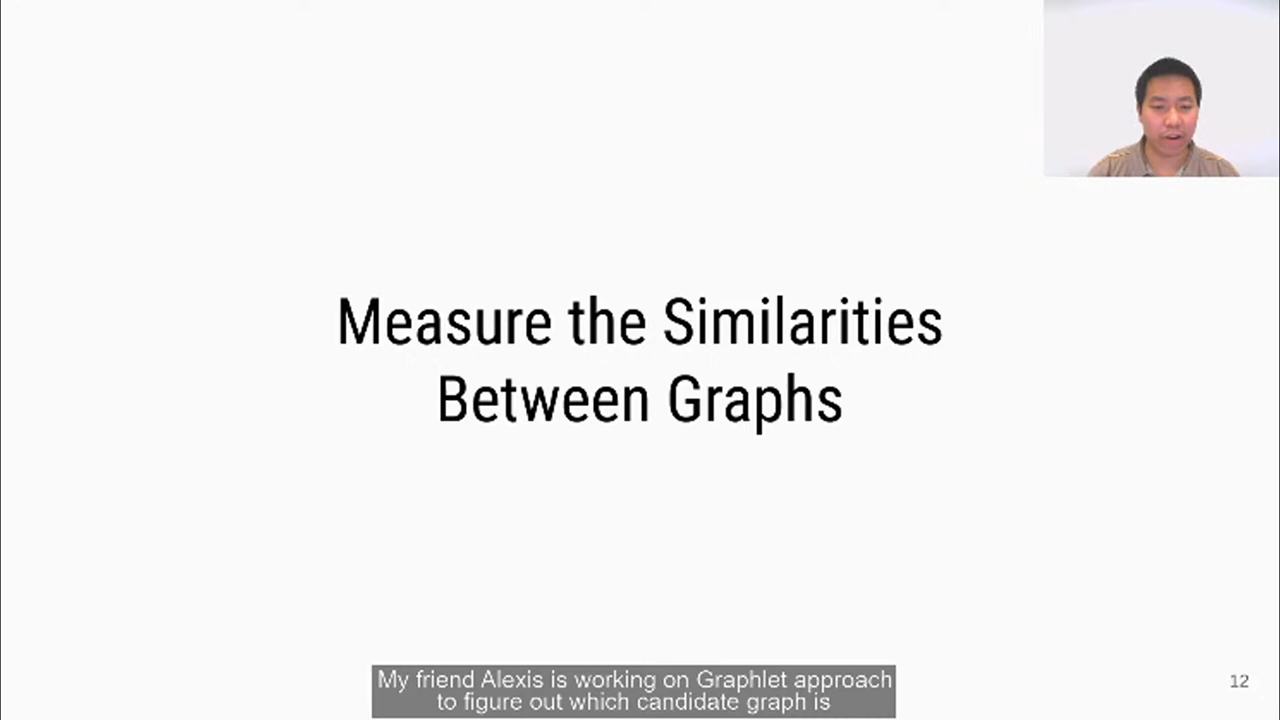 Measure the Similarities
Between Graphs
My friend Alexis is working on Graphlet approach
to figure out which candidate graph is
12